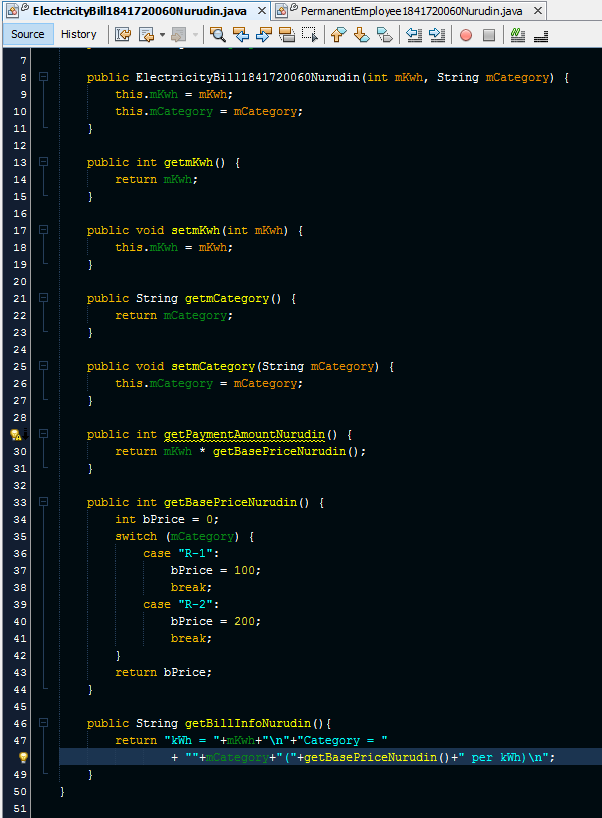 ElectricityBill1841720060Nurudin.java PermanentEmployee1841720060Nurudin.java
Source History
7
8 public ElectricityBill1841720060Nurudin(int mKwh, String mCategory) {
9 this.mKwh = mKwh;
10 this.mCategory = mCategory;
11 }
12
13 public int getmKwh() {
14 return mKwh;
15 }
16
17 public void setmKwh(int mKwh) {
18 this.mKwh = mKwh;
19 }
20
21 public String getmCategory() {
22 return mCategory;
23 }
24
25 public void setmCategory(String mCategory) {
26 this.mCategory = mCategory;
27 }
28
public int getPaymentAmountNurudin() {
30 return mKwh * getBasePriceNurudin();
31 }
32
33 public int getBasePriceNurudin() {
34 int bPrice = 0;
35 switch (mCategory) {
36 case "R-1":
37 bPrice = 100;
38 break;
39 case "R-2":
40 bPrice = 200;
41 break;
42 }
43 return bPrice;
44 }
45
46 public String getBillInfoNurudin(){
47 return "kWh = "+mKwh+"\n"+"Category = "
+ ""+mCategory+"("+getBasePriceNurudin()+" per kWh)\n";
49 }
50 }
51